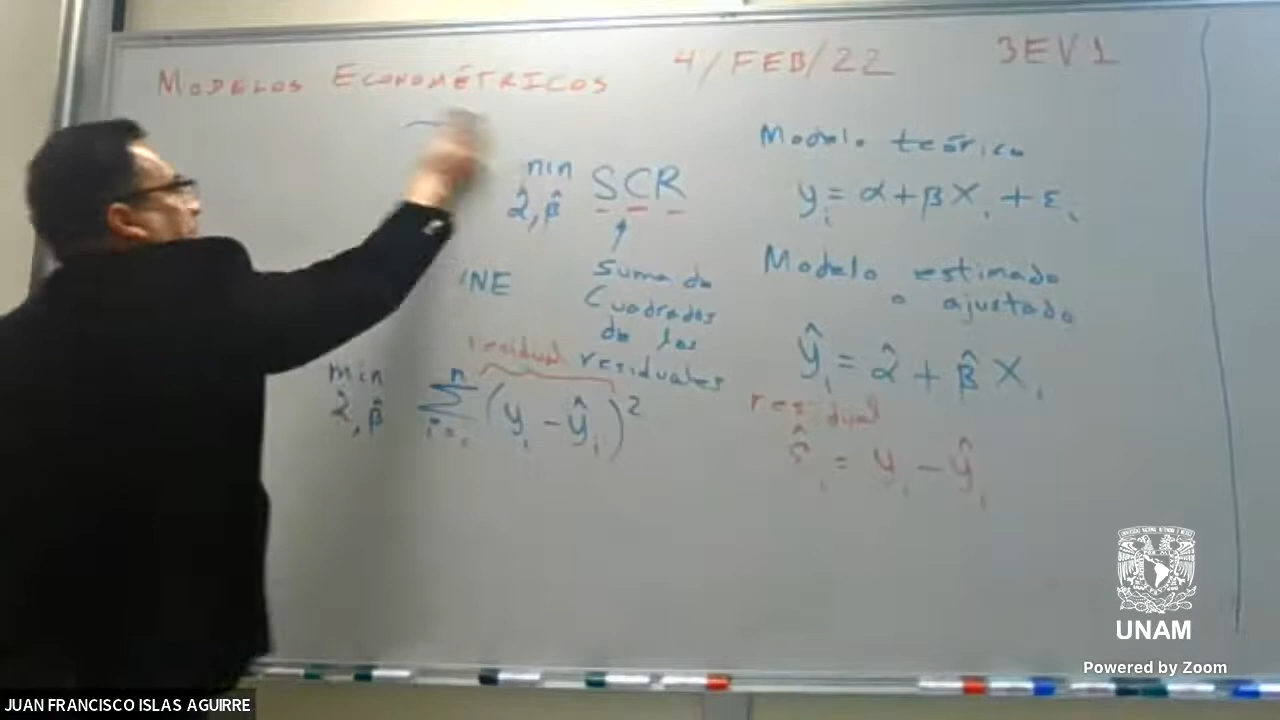 MODELOS ECONOMÉTRICOS 4/FEB/22 3EV1
min SCR
α̂, β̂
INE
Suma de
Cuadrados
de los
residuales
residual
min
α̂, β̂
n
∑ (yᵢ - ŷᵢ)²
i=1
Modelo teórico
yᵢ = α + βXᵢ + εᵢ
Modelo estimado
o ajustado
ŷᵢ = α̂ + β̂Xᵢ
residual
ε̂ᵢ = yᵢ - ŷᵢ
UNAM
Powered by Zoom
JUAN FRANCISCO ISLAS AGUIRRE